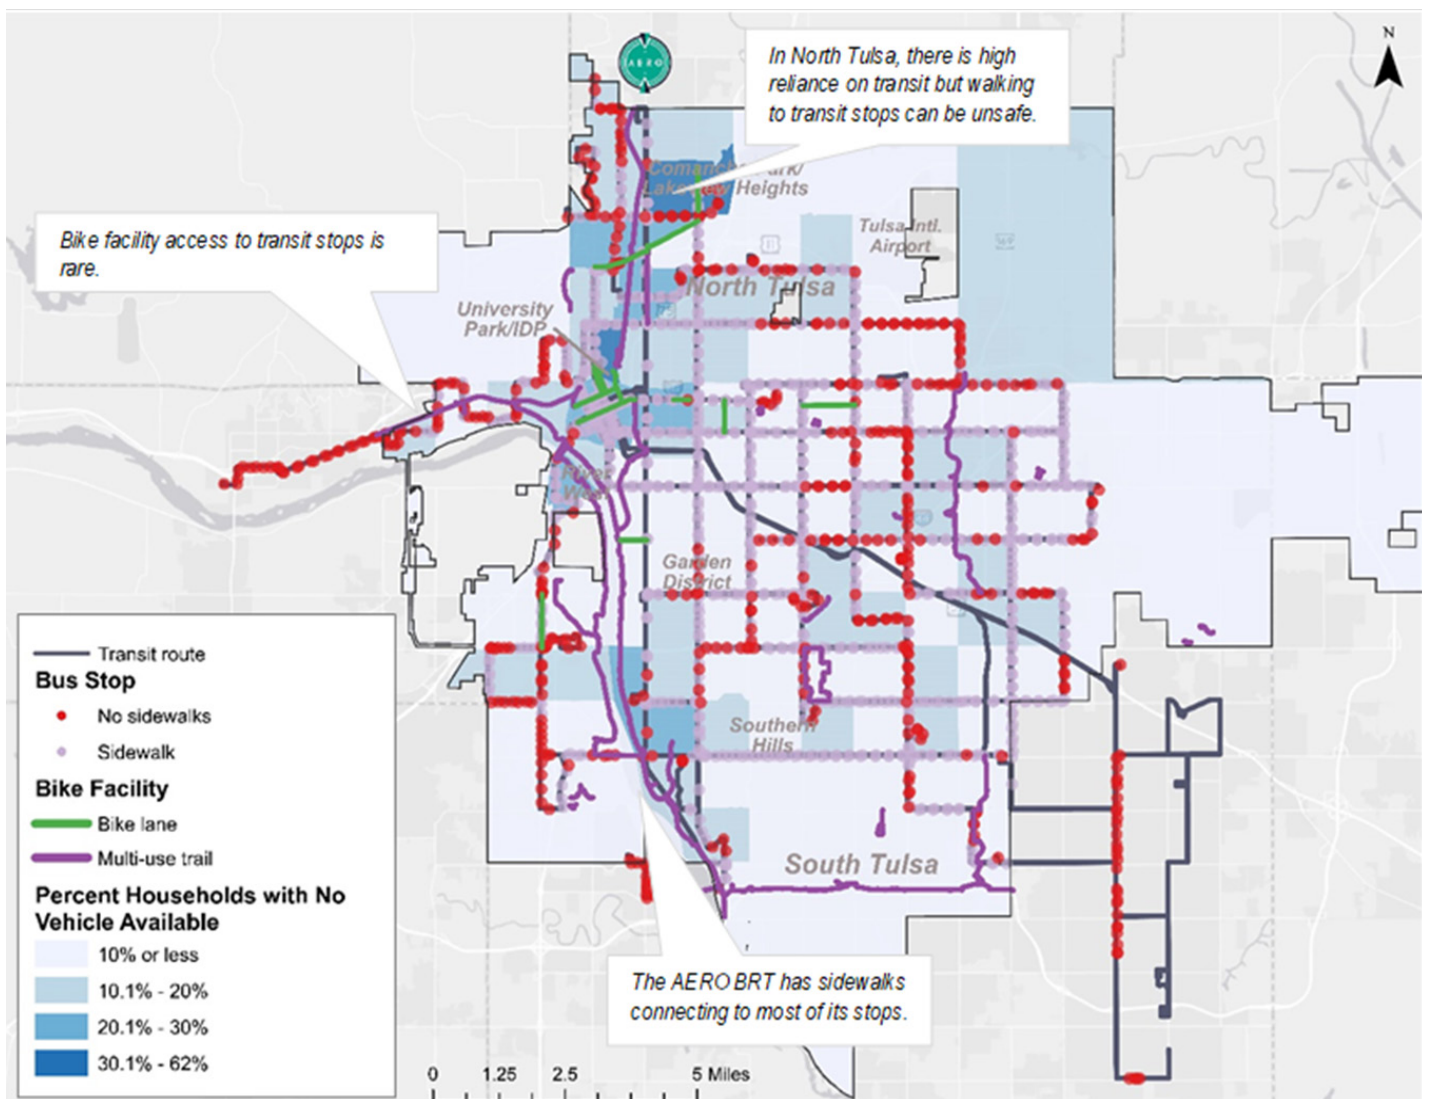 N
AERO
In North Tulsa, there is high
reliance on transit but walking
to transit stops can be unsafe.
Bike facility access to transit stops is
rare.
Tulsa Intl.
Airport
North Tulsa
University
Park/IDP
River
West
Garden
District
Southern
Hills
South Tulsa
Transit route
Bus Stop
No sidewalks
Sidewalk
Bike Facility
Bike lane
Multi-use trail
Percent Households with No
Vehicle Available
10% or less
10.1% - 20%
20.1% - 30%
30.1% - 62%
The AERO BRT has sidewalks
connecting to most of its stops.
0 1.25 2.5 5 Miles